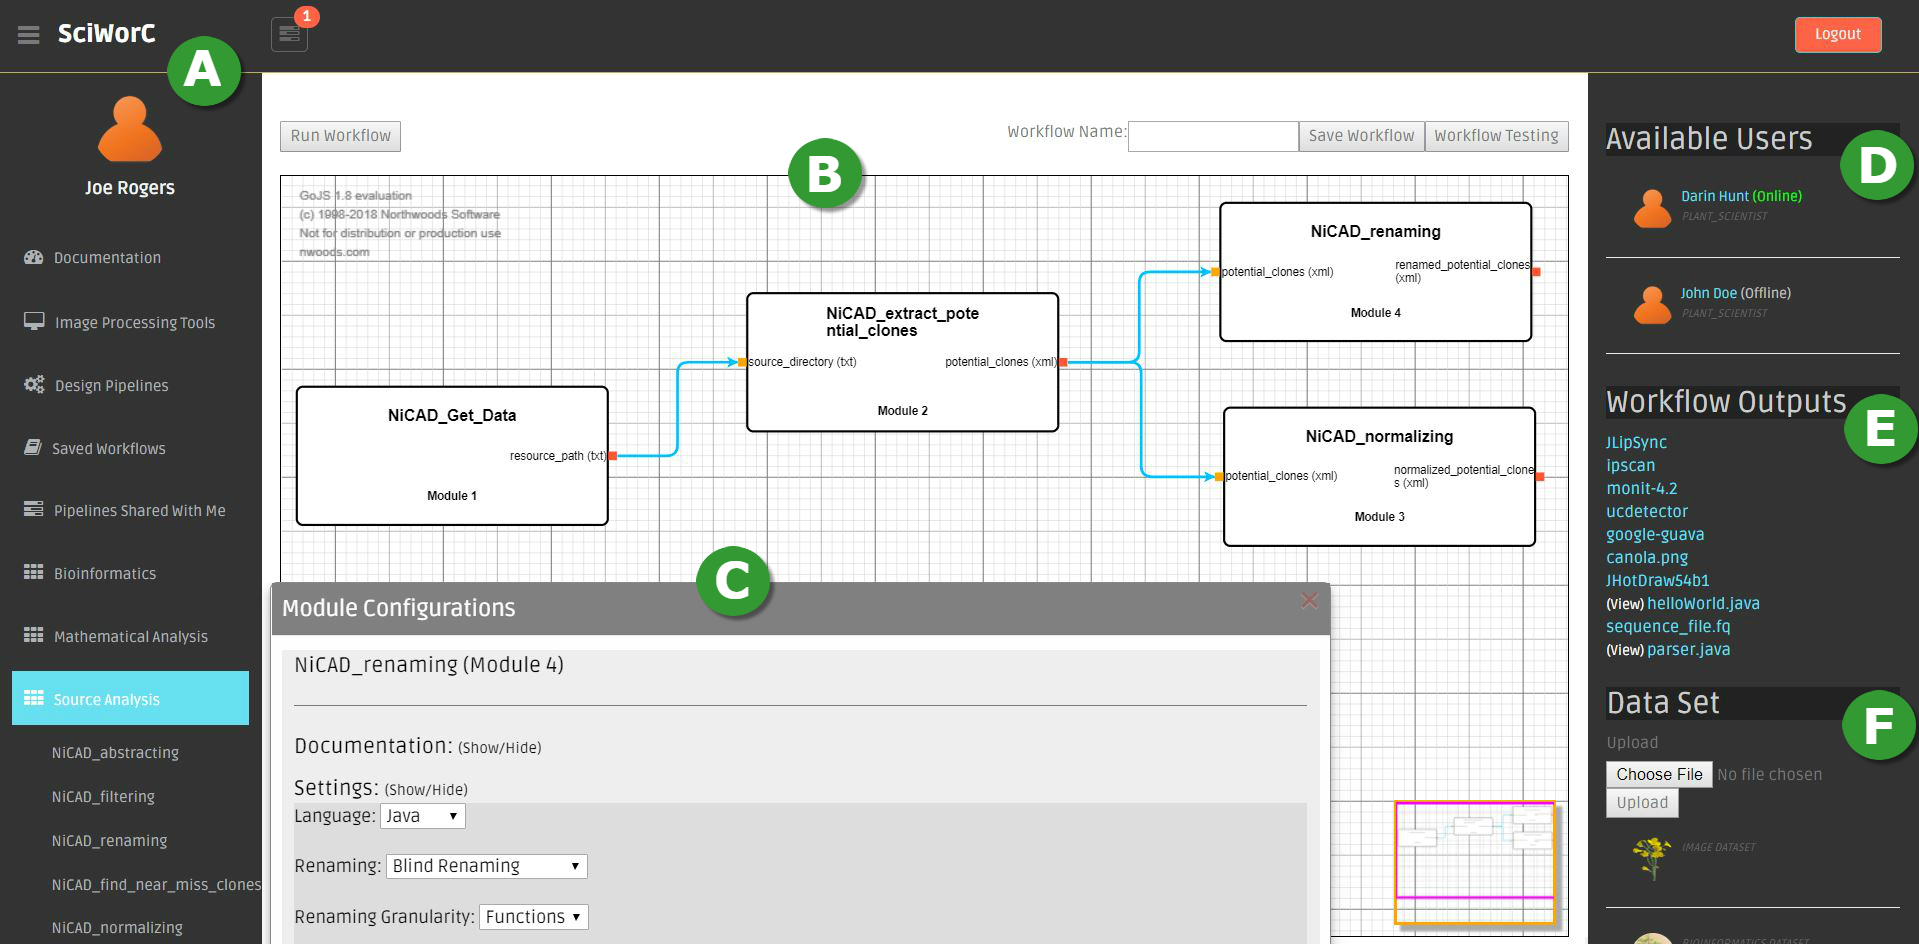 SciWorC
1
Logout
A
Joe Rogers
Documentation
Image Processing Tools
Design Pipelines
Saved Workflows
Pipelines Shared With Me
Bioinformatics
Mathematical Analysis
Source Analysis
NiCAD_abstracting
NiCAD_filtering
NiCAD_renaming
NiCAD_find_near_miss_clones
NiCAD_normalizing
Run Workflow
Workflow Name:
Save Workflow
Workflow Testing
B
GoJS 1.8 evaluation
(c) 1998-2018 Northwoods Software
Not for distribution or production use
nwoods.com
NiCAD_Get_Data
resource_path (txt)
Module 1
NiCAD_extract_pote
ntial_clones
source_directory (txt)
potential_clones (xml)
Module 2
NiCAD_renaming
potential_clones (xml)
renamed_potential_clones
(xml)
Module 4
NiCAD_normalizing
potential_clones (xml)
normalized_potential_clone
s (xml)
Module 3
C
Module Configurations
NiCAD_renaming (Module 4)
Documentation: (Show/Hide)
Settings: (Show/Hide)
Language: Java
Renaming: Blind Renaming
Renaming Granularity: Functions
Available Users
D
Darin Hunt (Online)
PLANT_SCIENTIST
John Doe (Offline)
PLANT_SCIENTIST
Workflow Outputs
E
JLipSync
ipscan
monit-4.2
ucdetector
google-guava
canola.png
JHotDraw54b1
(View) helloWorld.java
sequence_file.fq
(View) parser.java
Data Set
F
Upload
Choose File No file chosen
Upload
IMAGE DATASET
BIOINFORMATICS DATASET